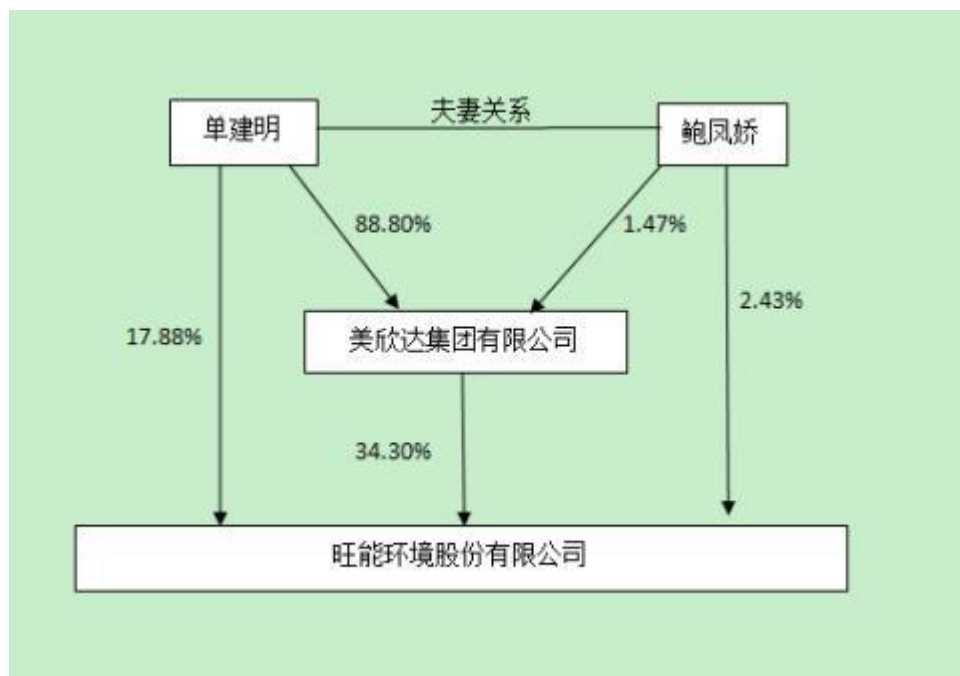 夫妻关系
单建明
鲍凤娇
88.80%
1.47%
2.43%
17.88%
美欣达集团有限公司
34.30%
旺能环境股份有限公司